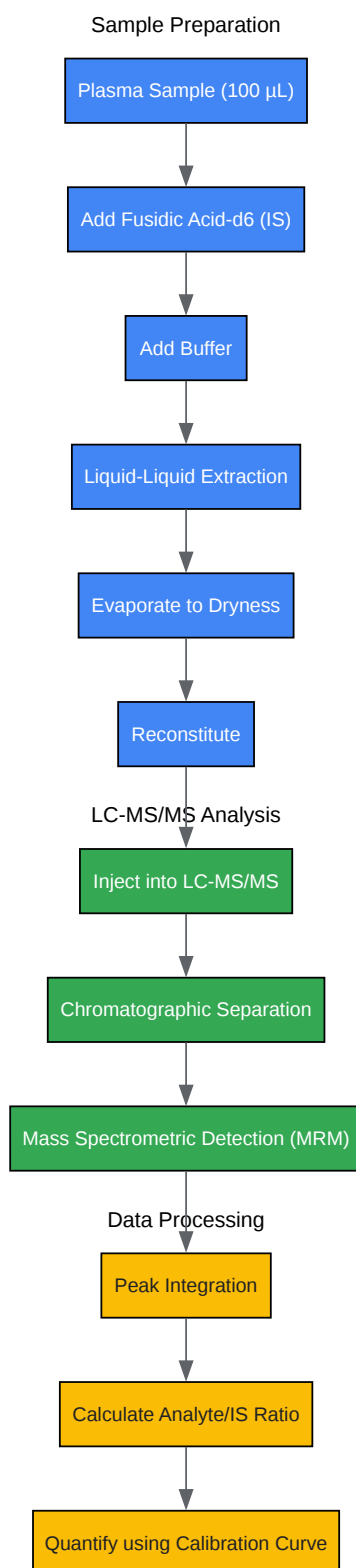 Sample Preparation
Plasma Sample (100 µL)
Add Fusidic Acid-d6 (IS)
Add Buffer
Liquid-Liquid Extraction
Evaporate to Dryness
Reconstitute
LC-MS/MS Analysis
Inject into LC-MS/MS
Chromatographic Separation
Mass Spectrometric Detection (MRM)
Data Processing
Peak Integration
Calculate Analyte/IS Ratio
Quantify using Calibration Curve